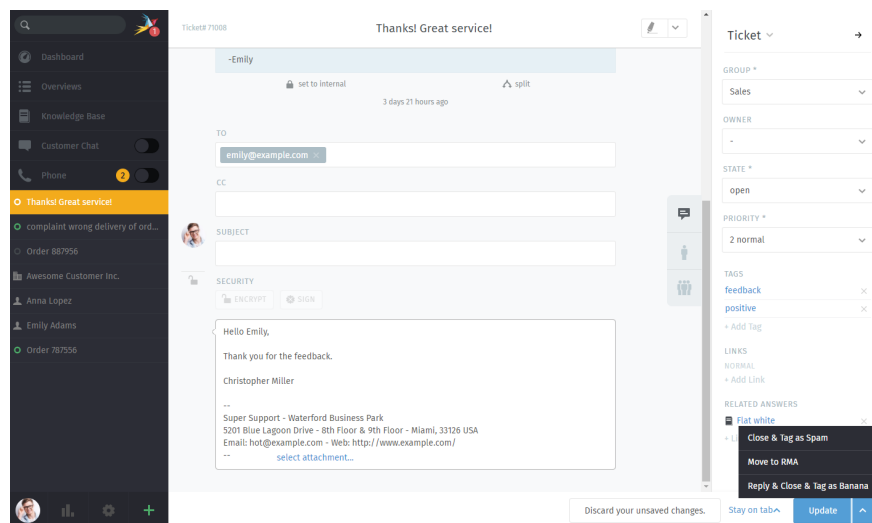 1
Dashboard
Overviews
Knowledge Base
Customer Chat
Phone 2
Thanks! Great service!
complaint wrong delivery of ord...
Order 887956
Awesome Customer Inc.
Anna Lopez
Emily Adams
Order 787556
Ticket# 71008
Thanks! Great service!
-Emily
set to internal
split
3 days 21 hours ago
TO
emily@example.com ×
CC
SUBJECT
SECURITY
ENCRYPT
SIGN
Hello Emily,
Thank you for the feedback.
Christopher Miller
--
Super Support - Waterford Business Park
5201 Blue Lagoon Drive - 8th Floor & 9th Floor - Miami, 33126 USA
Email: hot@example.com - Web: http://www.example.com/
--
select attachment...
Ticket
GROUP *
Sales
OWNER
-
STATE *
open
PRIORITY *
2 normal
TAGS
feedback
positive
+ Add Tag
LINKS
NORMAL
+ Add Link
RELATED ANSWERS
Flat white
Close & Tag as Spam
Move to RMA
Reply & Close & Tag as Banana
Discard your unsaved changes.
Stay on tab
Update